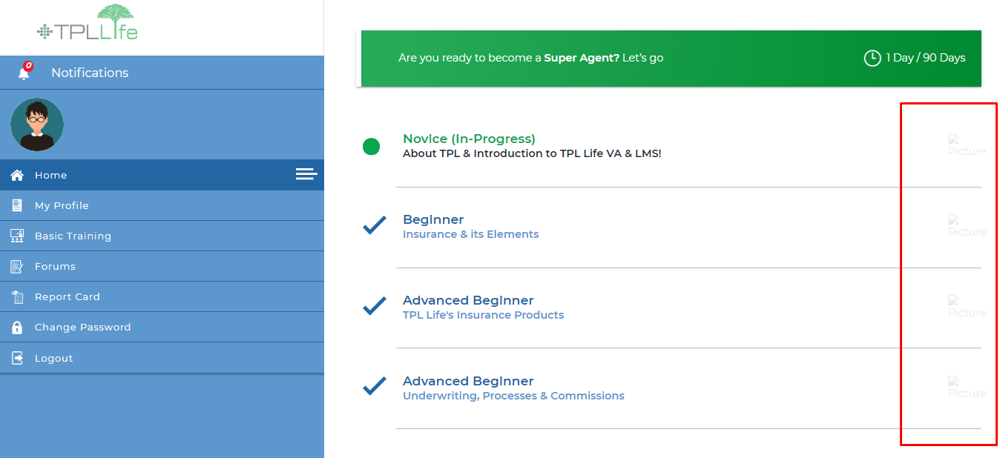 TPL Life
0
Notifications
Home
My Profile
Basic Training
Forums
Report Card
Change Password
Logout
Are you ready to become a Super Agent? Let's go
1 Day / 90 Days
Novice (In-Progress)
About TPL & Introduction to TPL Life VA & LMS!
Picture
Beginner
Insurance & its Elements
Picture
Advanced Beginner
TPL Life's Insurance Products
Picture
Advanced Beginner
Underwriting, Processes & Commissions
Picture